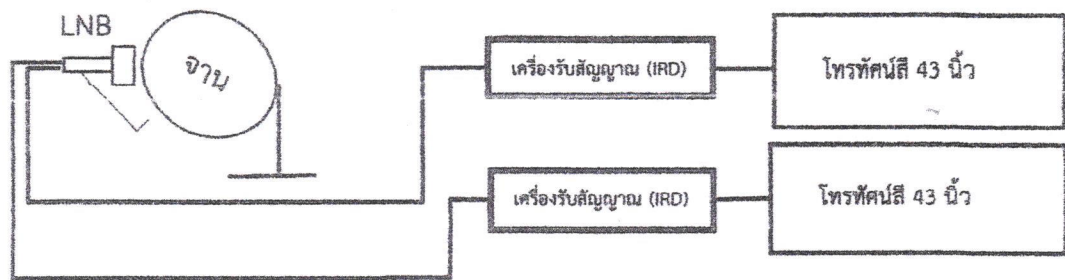 LNB
จาน
เครื่องรับสัญญาณ (IRD)
โทรทัศน์สี 43 นิ้ว
เครื่องรับสัญญาณ (IRD)
โทรทัศน์สี 43 นิ้ว